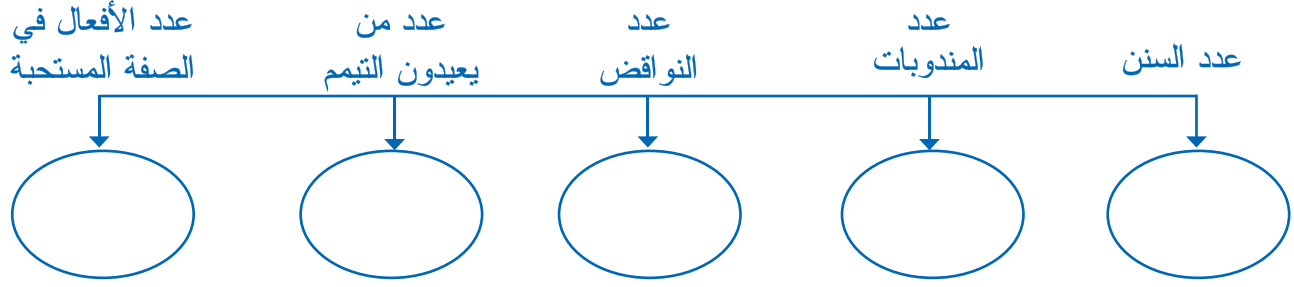 عدد السنن
عدد
المندوبات
عدد
النواقض
عدد من
يعيدون التيمم
عدد الأفعال في
الصفة المستحبة